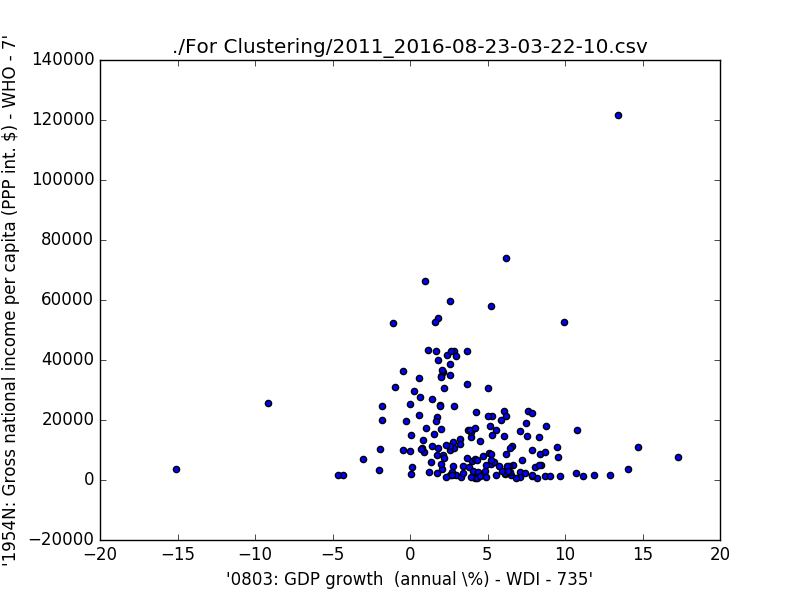 ./For Clustering/2011_2016-08-23-03-22-10.csv
'1954N: Gross national income per capita (PPP int. $) - WHO - 7'
140000
120000
100000
80000
60000
40000
20000
0
−20000
−20 −15 −10 −5 0 5 10 15 20
'0803: GDP growth  (annual \%) - WDI - 735'